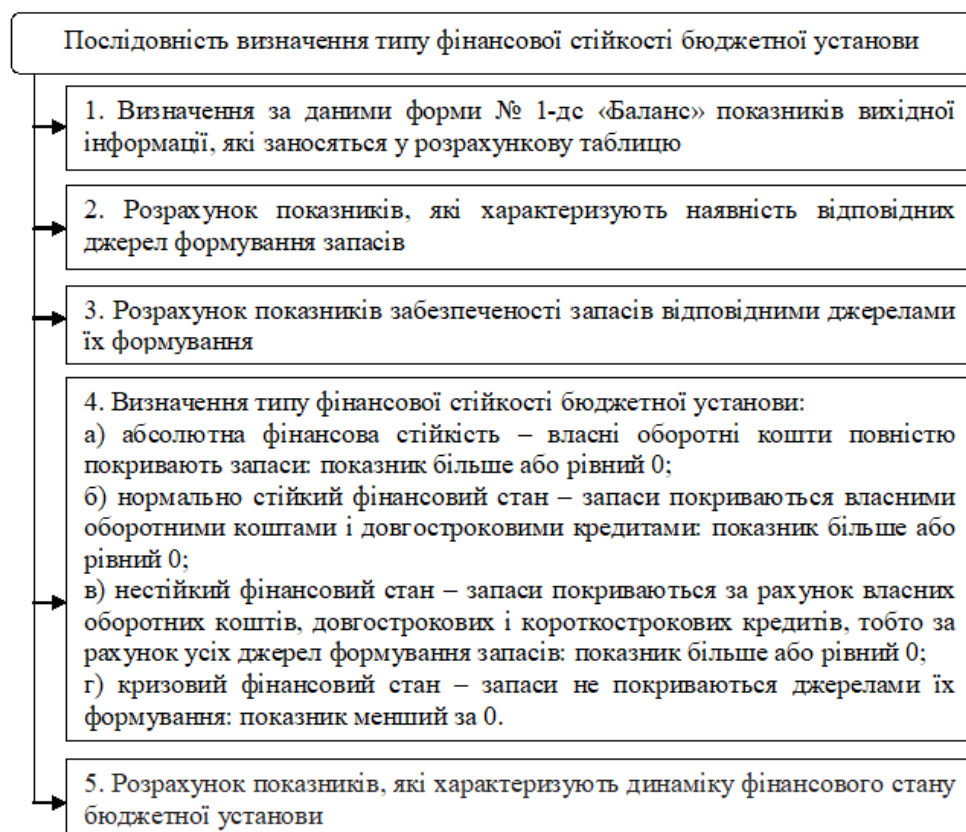 Послідовність визначення типу фінансової стійкості бюджетної установи
1. Визначення за даними форми № 1-дс «Баланс» показників вихідної
інформації, які заносяться у розрахункову таблицю
2. Розрахунок показників, які характеризують наявність відповідних
джерел формування запасів
3. Розрахунок показників забезпеченості запасів відповідними джерелами
їх формування
4. Визначення типу фінансової стійкості бюджетної установи:
а) абсолютна фінансова стійкість – власні оборотні кошти повністю
покривають запаси: показник більше або рівний 0;
б) нормально стійкий фінансовий стан – запаси покриваються власними
оборотними коштами і довгостроковими кредитами: показник більше або
рівний 0;
в) нестійкий фінансовий стан – запаси покриваються за рахунок власних
оборотних коштів, довгострокових і короткострокових кредитів, тобто за
рахунок усіх джерел формування запасів: показник більше або рівний 0;
г) кризовий фінансовий стан – запаси не покриваються джерелами їх
формування: показник менший за 0.
5. Розрахунок показників, які характеризують динаміку фінансового стану
бюджетної установи